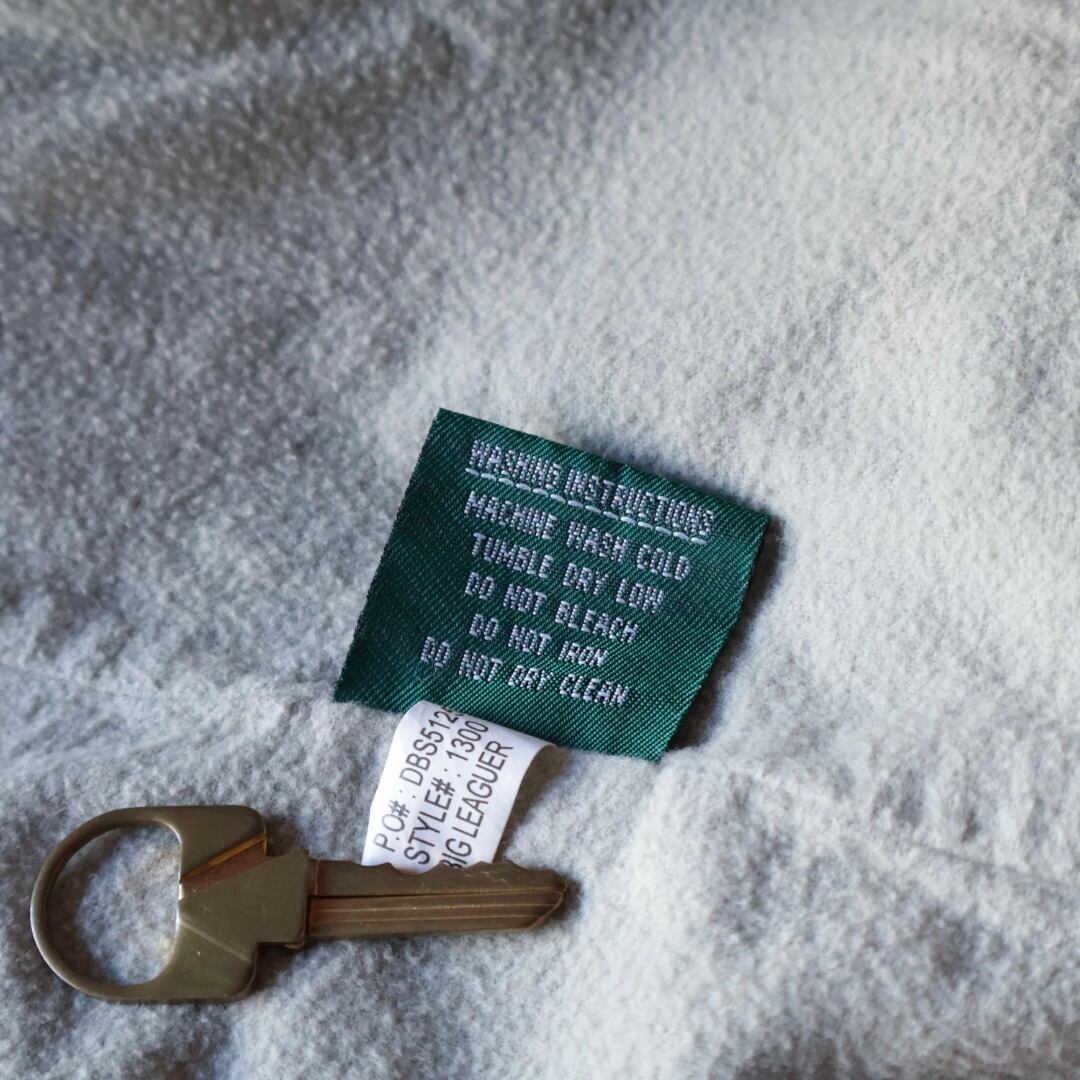 WASHING INSTRUCTIONS
MACHINE WASH COLD
TUMBLE DRY LOW
DO NOT BLEACH
DO NOT IRON
DO NOT DRY CLEAN
P.O# : DBS512
STYLE# : 1300
BIG LEAGUER